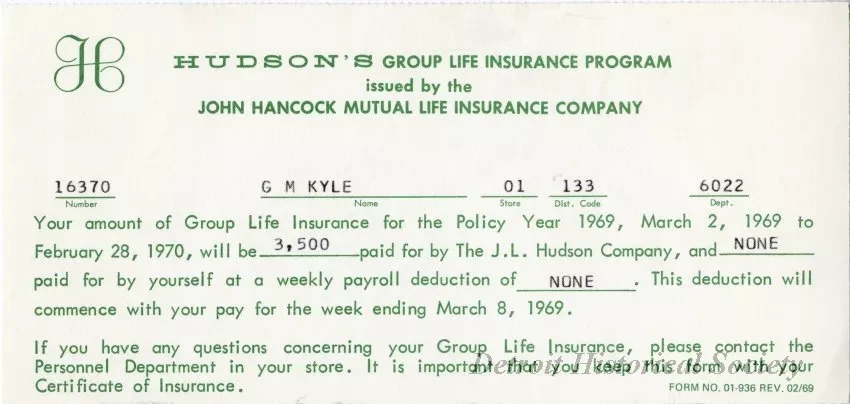 H
HUDSON'S GROUP LIFE INSURANCE PROGRAM
issued by the
JOHN HANCOCK MUTUAL LIFE INSURANCE COMPANY
16370 G M KYLE 01 133 6022
Number Name Store Dist. Code Dept.
Your amount of Group Life Insurance for the Policy Year 1969, March 2, 1969 to
February 28, 1970, will be 3,500 paid for by The J.L. Hudson Company, and NONE
paid for by yourself at a weekly payroll deduction of NONE . This deduction will
commence with your pay for the week ending March 8, 1969.
If you have any questions concerning your Group Life Insurance, please contact the
Personnel Department in your store. It is important that you keep this form with your
Certificate of Insurance.
Detroit Historical Society
FORM NO. 01-936 REV. 02/69